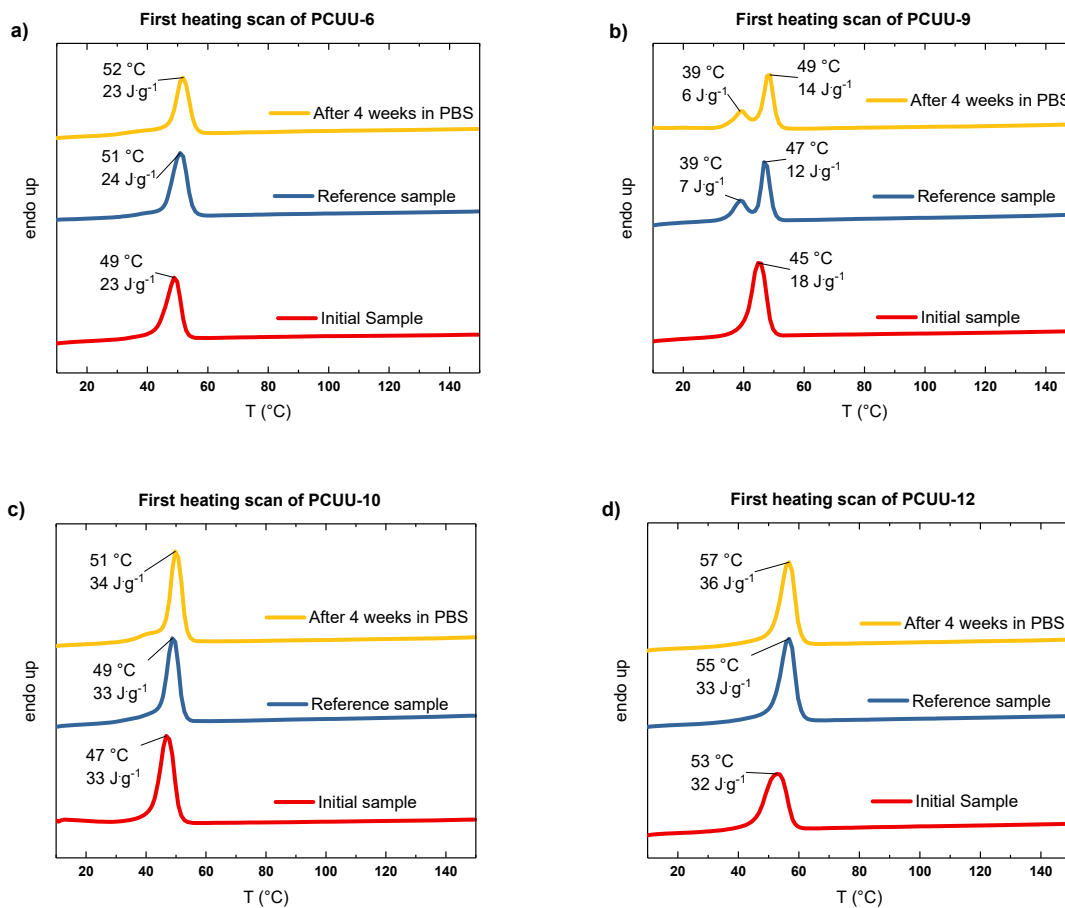 a)
First heating scan of PCUU-6
52 °C
23 J·g⁻¹
After 4 weeks in PBS
51 °C
24 J·g⁻¹
Reference sample
49 °C
23 J·g⁻¹
Initial Sample
endo up
20 40 60 80 100 120 140
T (°C)
b)
First heating scan of PCUU-9
39 °C
6 J·g⁻¹
49 °C
14 J·g⁻¹
After 4 weeks in PBS
39 °C
7 J·g⁻¹
47 °C
12 J·g⁻¹
Reference sample
45 °C
18 J·g⁻¹
Initial sample
endo up
20 40 60 80 100 120 140
T (°C)
c)
First heating scan of PCUU-10
51 °C
34 J·g⁻¹
After 4 weeks in PBS
49 °C
33 J·g⁻¹
Reference sample
47 °C
33 J·g⁻¹
Initial sample
endo up
20 40 60 80 100 120 140
T (°C)
d)
First heating scan of PCUU-12
57 °C
36 J·g⁻¹
After 4 weeks in PBS
55 °C
33 J·g⁻¹
Reference sample
53 °C
32 J·g⁻¹
Initial Sample
endo up
20 40 60 80 100 120 140
T (°C)